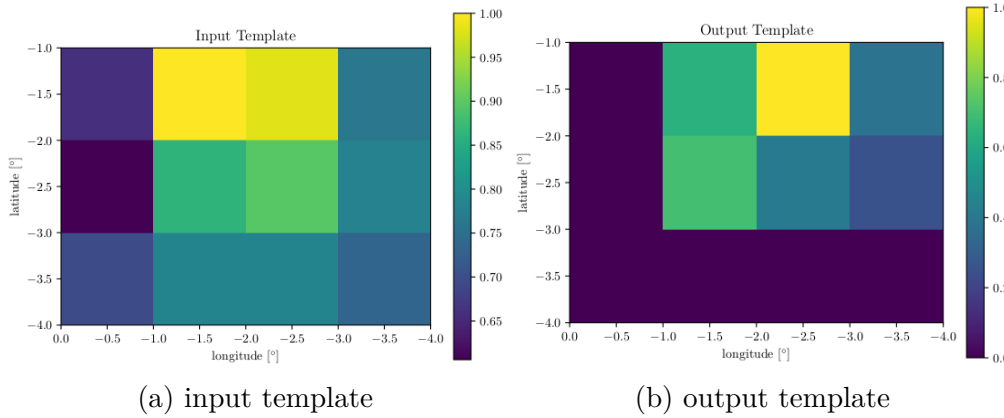 Input Template
1.00
0.95
0.90
0.85
0.80
0.75
0.70
0.65
−1.0
−1.5
−2.0
−2.5
−3.0
−3.5
−4.0
latitude [°]
0.0 −0.5 −1.0 −1.5 −2.0 −2.5 −3.0 −3.5 −4.0
longitude [°]
(a) input template
Output Template
−1.0
−1.5
−2.0
−2.5
−3.0
−3.5
−4.0
latitude [°]
0.0 −0.5 −1.0 −1.5 −2.0 −2.5 −3.0 −3.5 −4.0
longitude [°]
(b) output template